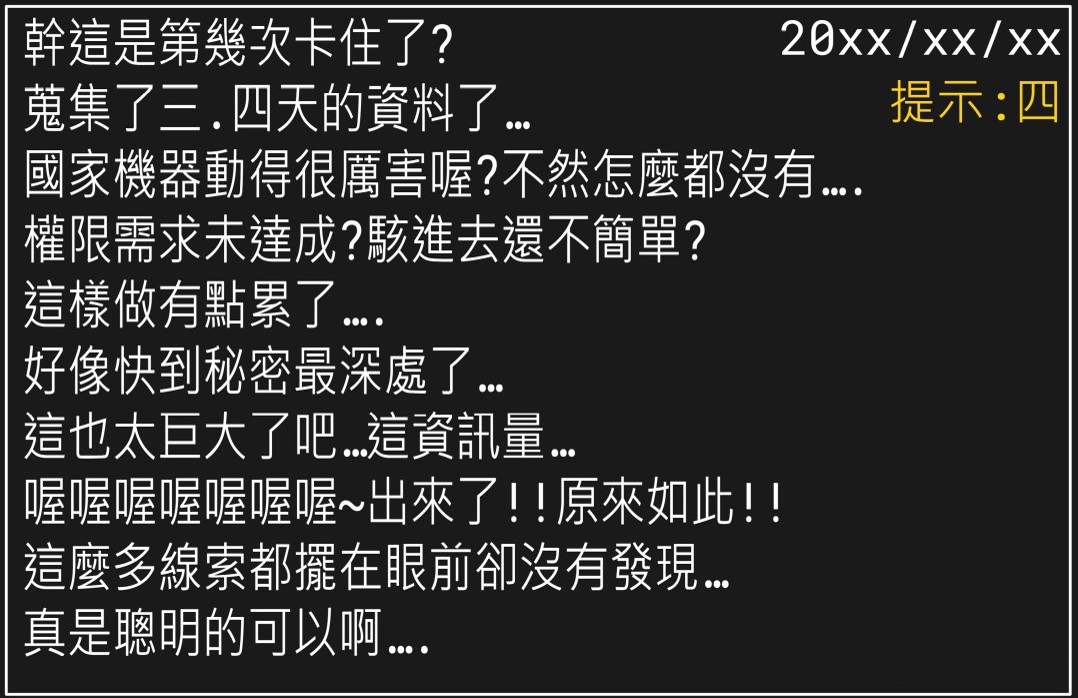 幹這是第幾次卡住了?
20xx/xx/xx
蒐集了三.四天的資料了…
提示:四
國家機器動得很厲害喔?不然怎麼都沒有….
權限需求未達成?駭進去還不簡單?
這樣做有點累了….
好像快到秘密最深處了…
這也太巨大了吧…這資訊量…
喔喔喔喔喔喔喔~出來了!!原來如此!!
這麼多線索都擺在眼前卻沒有發現…
真是聰明的可以啊….